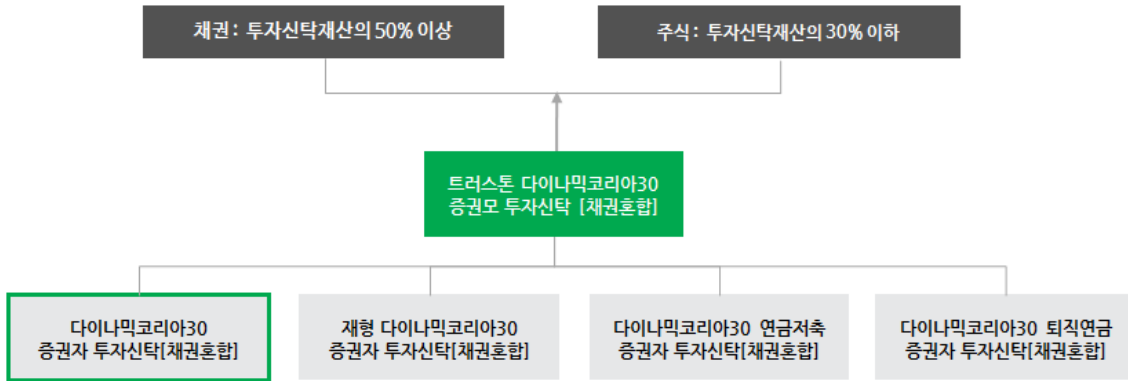 채권: 투자신탁재산의 50% 이상
주식: 투자신탁재산의 30% 이하
트러스톤 다이나믹코리아30
증권모 투자신탁 [채권혼합]
다이나믹코리아30
증권자 투자신탁[채권혼합]
재형 다이나믹코리아30
증권자 투자신탁[채권혼합]
다이나믹코리아30 연금저축
증권자 투자신탁[채권혼합]
다이나믹코리아30 퇴직연금
증권자 투자신탁[채권혼합]